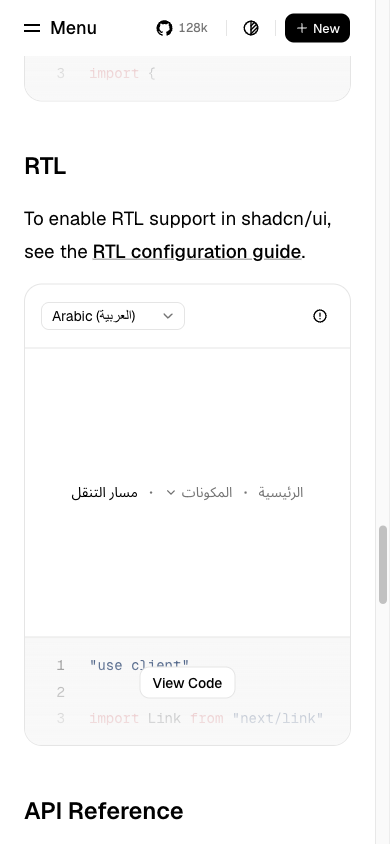 Menu
128k
New
3 import {
RTL
To enable RTL support in shadcn/ui,
see the RTL configuration guide.
Arabic (العربية)
الرئيسية • المكونات • مسار التنقل
1 "use client"
2
View Code
3 import Link from "next/link"
API Reference